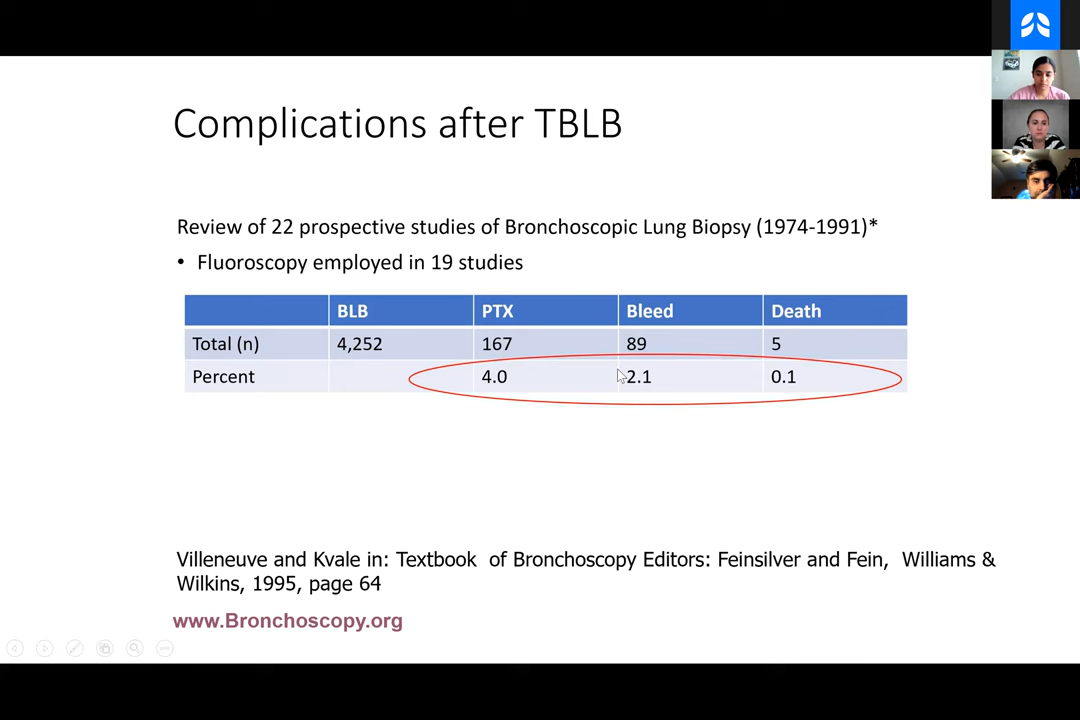 Complications after TBLB
Review of 22 prospective studies of Bronchoscopic Lung Biopsy (1974-1991)*
• Fluoroscopy employed in 19 studies
BLB PTX Bleed Death
Total (n) 4,252 167 89 5
Percent 4.0 2.1 0.1
Villeneuve and Kvale in: Textbook of Bronchoscopy Editors: Feinsilver and Fein, Williams &
Wilkins, 1995, page 64
www.Bronchoscopy.org